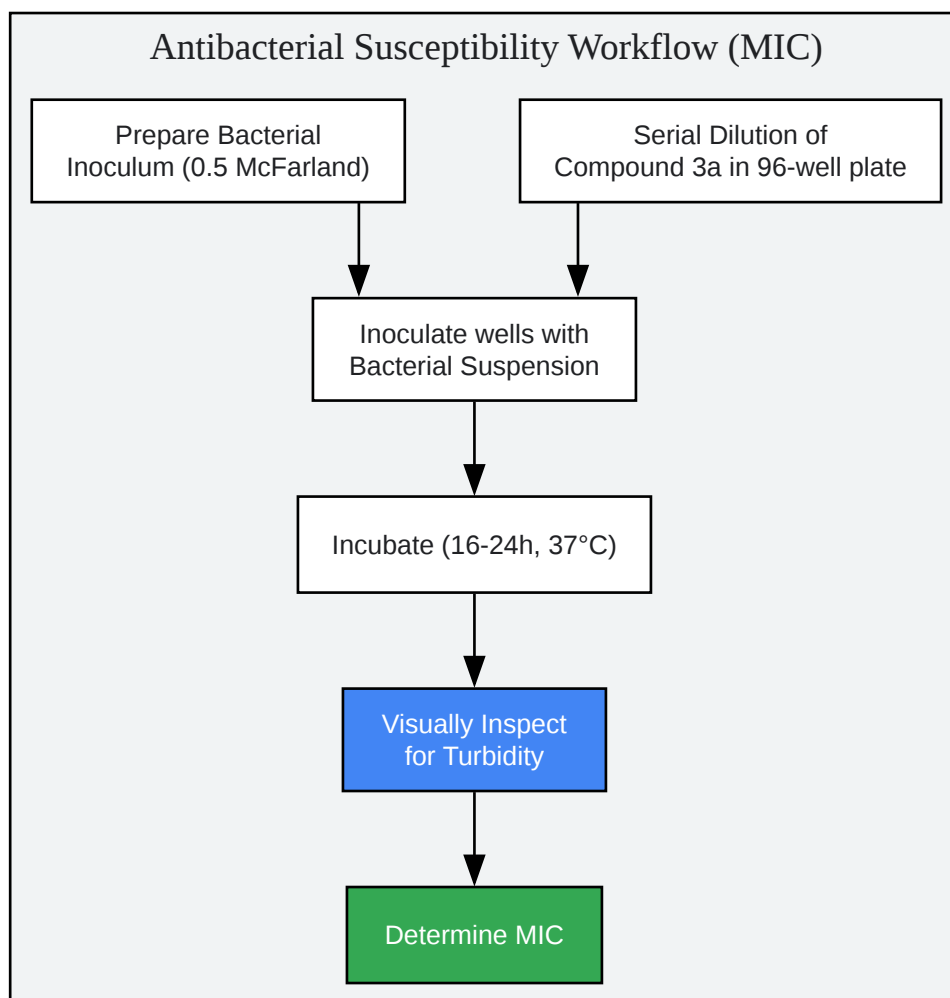 Antibacterial Susceptibility Workflow (MIC)
Prepare Bacterial
Inoculum (0.5 McFarland)
Serial Dilution of
Compound 3a in 96-well plate
Inoculate wells with
Bacterial Suspension
Incubate (16-24h, 37°C)
Visually Inspect
for Turbidity
Determine MIC